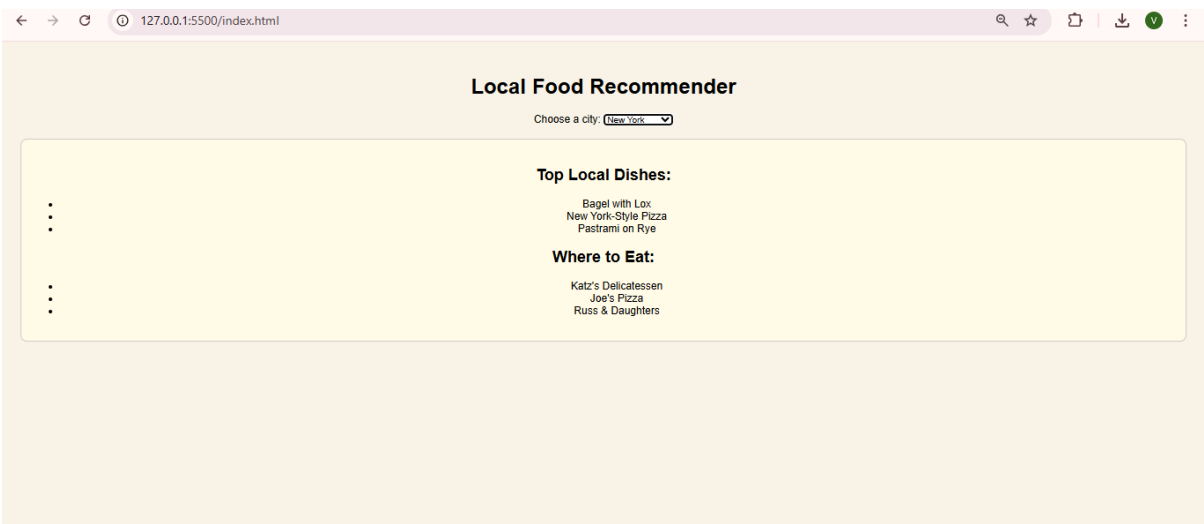 127.0.0.1:5500/index.html
V
Local Food Recommender
Choose a city: New York
Top Local Dishes:
Bagel with Lox
New York-Style Pizza
Pastrami on Rye
Where to Eat:
Katz's Delicatessen
Joe's Pizza
Russ & Daughters